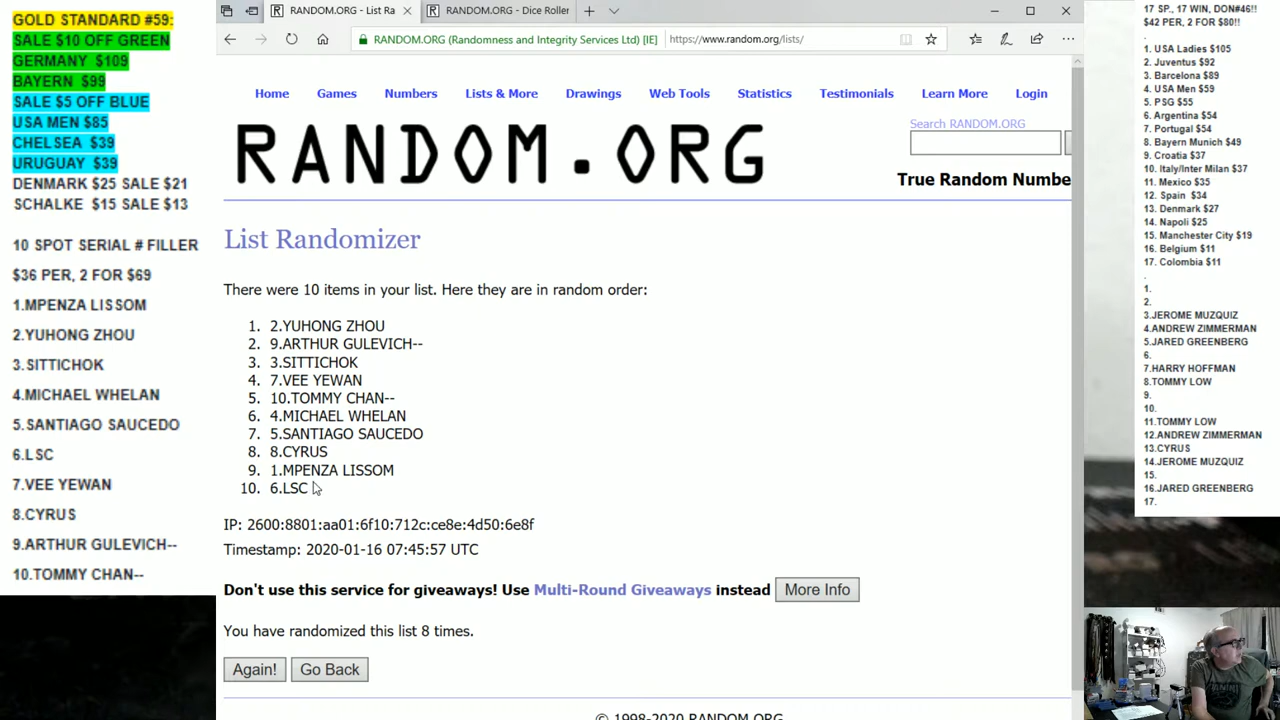 GOLD STANDARD #59:
SALE $10 OFF GREEN
GERMANY $109
BAYERN $99
SALE $5 OFF BLUE
USA MEN $85
CHELSEA $39
URUGUAY $39
DENMARK $25 SALE $21
SCHALKE $15 SALE $13
10 SPOT SERIAL # FILLER
$36 PER, 2 FOR $69
1.MPENZA LISSOM
2.YUHONG ZHOU
3.SITTICHOK
4.MICHAEL WHELAN
5.SANTIAGO SAUCEDO
6.LSC
7.VEE YEWAN
8.CYRUS
9.ARTHUR GULEVICH--
10.TOMMY CHAN--
RANDOM.ORG - List Ra
RANDOM.ORG - Dice Roller
RANDOM.ORG (Randomness and Integrity Services Ltd) [IE]
https://www.random.org/lists/
Home Games Numbers Lists & More Drawings Web Tools Statistics Testimonials Learn More Login
RANDOM.ORG
Search RANDOM.ORG
True Random Numbe
List Randomizer
There were 10 items in your list. Here they are in random order:
1. 2.YUHONG ZHOU
2. 9.ARTHUR GULEVICH--
3. 3.SITTICHOK
4. 7.VEE YEWAN
5. 10.TOMMY CHAN--
6. 4.MICHAEL WHELAN
7. 5.SANTIAGO SAUCEDO
8. 8.CYRUS
9. 1.MPENZA LISSOM
10. 6.LSC
IP: 2600:8801:aa01:6f10:712c:ce8e:4d50:6e8f
Timestamp: 2020-01-16 07:45:57 UTC
Don't use this service for giveaways! Use Multi-Round Giveaways instead More Info
You have randomized this list 8 times.
Again! Go Back
© 1998-2020 RANDOM.ORG
17 SP., 17 WIN, DON#46!!
$42 PER, 2 FOR $80!!
.
1. USA Ladies $105
2. Juventus $92
3. Barcelona $89
4. USA Men $59
5. PSG $55
6. Argentina $54
7. Portugal $54
8. Bayern Munich $49
9. Croatia $37
10. Italy/Inter Milan $37
11. Mexico $35
12. Spain $34
13. Denmark $27
14. Napoli $25
15. Manchester City $19
16. Belgium $11
17. Colombia $11
.
1.
2.
3.JEROME MUZQUIZ
4.ANDREW ZIMMERMAN
5.JARED GREENBERG
6.
7.HARRY HOFFMAN
8.TOMMY LOW
9.
10.
11.TOMMY LOW
12.ANDREW ZIMMERMAN
13.CYRUS
14.JEROME MUZQUIZ
15.
16.JARED GREENBERG
17.